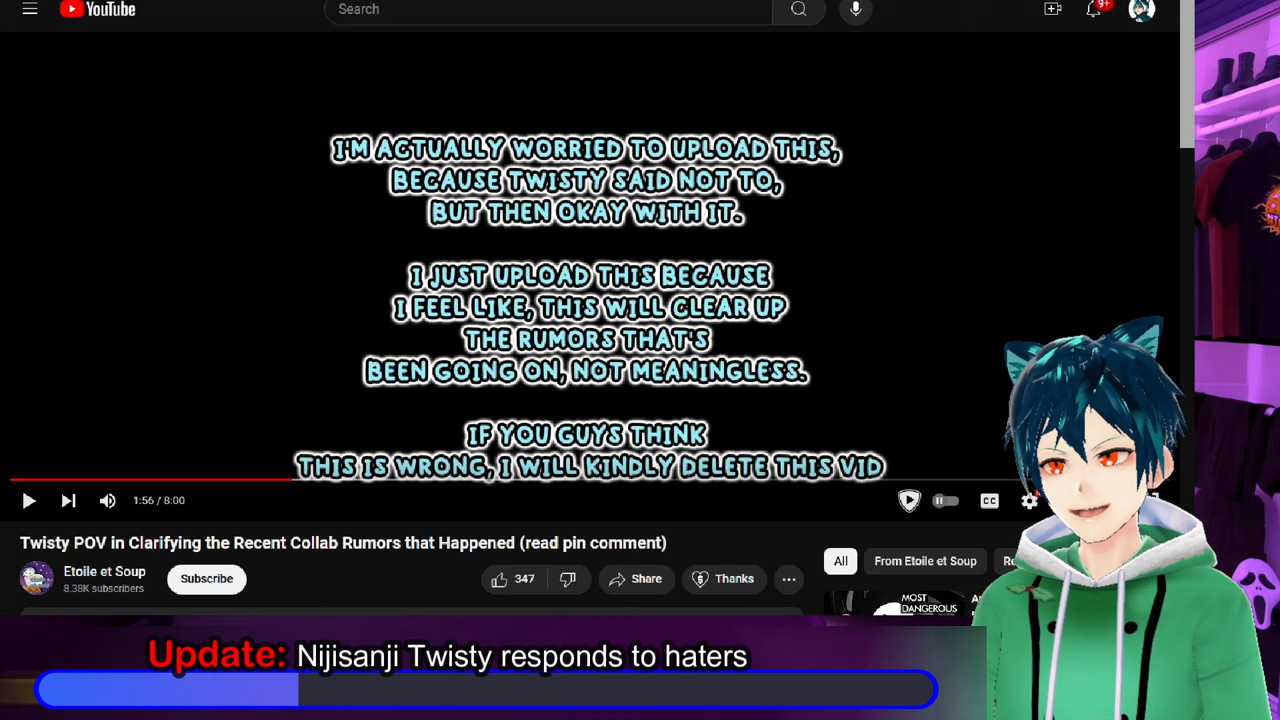 YouTube
Search
9+
I'M ACTUALLY WORRIED TO UPLOAD THIS,
BECAUSE TWISTY SAID NOT TO,
BUT THEN OKAY WITH IT.
I JUST UPLOAD THIS BECAUSE
I FEEL LIKE, THIS WILL CLEAR UP
THE RUMORS THAT'S
BEEN GOING ON, NOT MEANINGLESS.
IF YOU GUYS THINK
THIS IS WRONG, I WILL KINDLY DELETE THIS VID
1:56 / 8:00
CC
Twisty POV in Clarifying the Recent Collab Rumors that Happened (read pin comment)
Etoile et Soup
8.38K subscribers
Subscribe
347
Share
Thanks
All
From Etoile et Soup
Re
MOST
DANGEROUS
Update: Nijisanji Twisty responds to haters